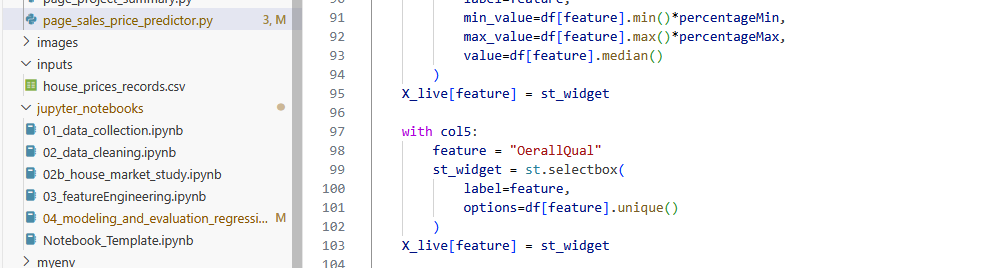 page_project_summary.py
page_sales_price_predictor.py 3, M
images
inputs
house_prices_records.csv
jupyter_notebooks
01_data_collection.ipynb
02_data_cleaning.ipynb
02b_house_market_study.ipynb
03_featureEngineering.ipynb
04_modeling_and_evaluation_regressi... M
Notebook_Template.ipynb
myenv
90 label=feature,
91 min_value=df[feature].min()*percentageMin,
92 max_value=df[feature].max()*percentageMax,
93 value=df[feature].median()
94 )
95 X_live[feature] = st_widget
96
97 with col5:
98 feature = "OerallQual"
99 st_widget = st.selectbox(
100 label=feature,
101 options=df[feature].unique()
102 )
103 X_live[feature] = st_widget
104